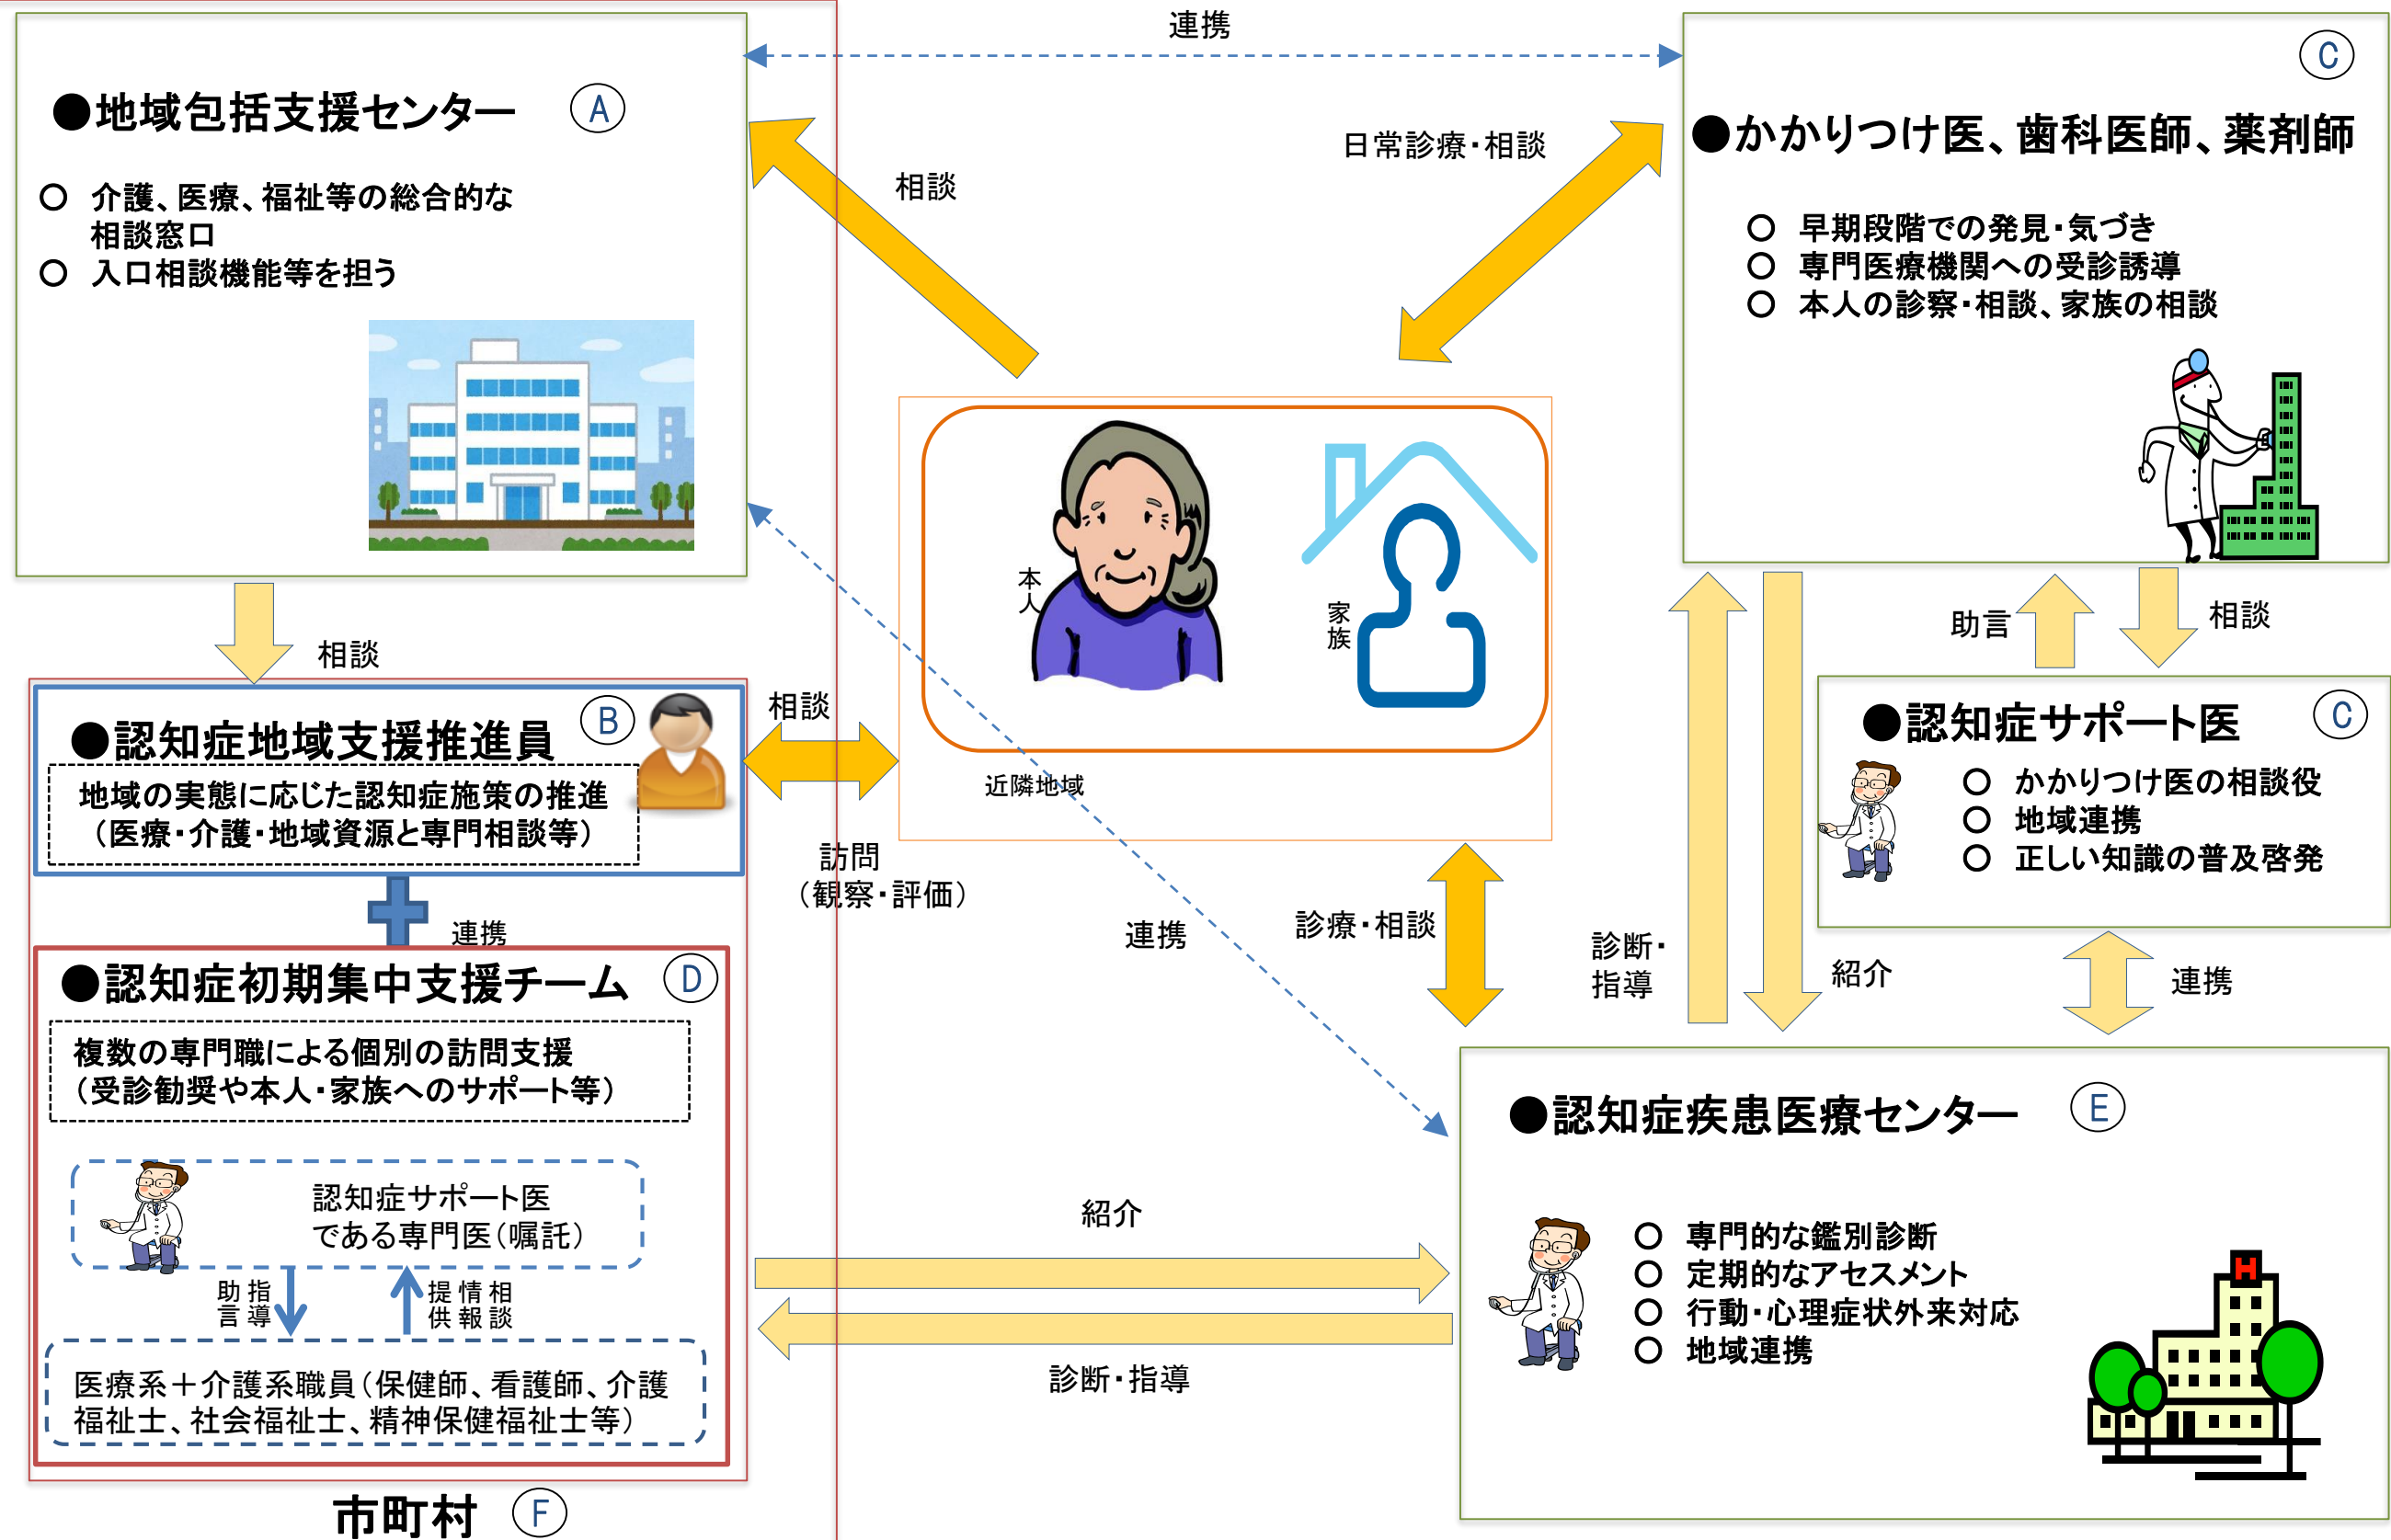 連携
●地域包括支援センター A
○ 介護、医療、福祉等の総合的な
相談窓口
○ 入口相談機能等を担う
相談
日常診療・相談
C
●かかりつけ医、歯科医師、薬剤師
○ 早期段階での発見・気づき
○ 専門医療機関への受診誘導
○ 本人の診察・相談、家族の相談
本人
家族
近隣地域
相談
●認知症地域支援推進員 B
地域の実態に応じた認知症施策の推進
（医療・介護・地域資源と専門相談等）
相談
訪問
（観察・評価）
連携
●認知症初期集中支援チーム D
複数の専門職による個別の訪問支援
（受診勧奨や本人・家族へのサポート等）
認知症サポート医
である専門医（嘱託）
指導
助言
相談
情報
提供
医療系＋介護系職員（保健師、看護師、介護
福祉士、社会福祉士、精神保健福祉士等）
市町村 F
連携
診療・相談
診断・
指導
紹介
助言
相談
●認知症サポート医 C
○ かかりつけ医の相談役
○ 地域連携
○ 正しい知識の普及啓発
連携
紹介
診断・指導
●認知症疾患医療センター E
○ 専門的な鑑別診断
○ 定期的なアセスメント
○ 行動・心理症状外来対応
○ 地域連携
H